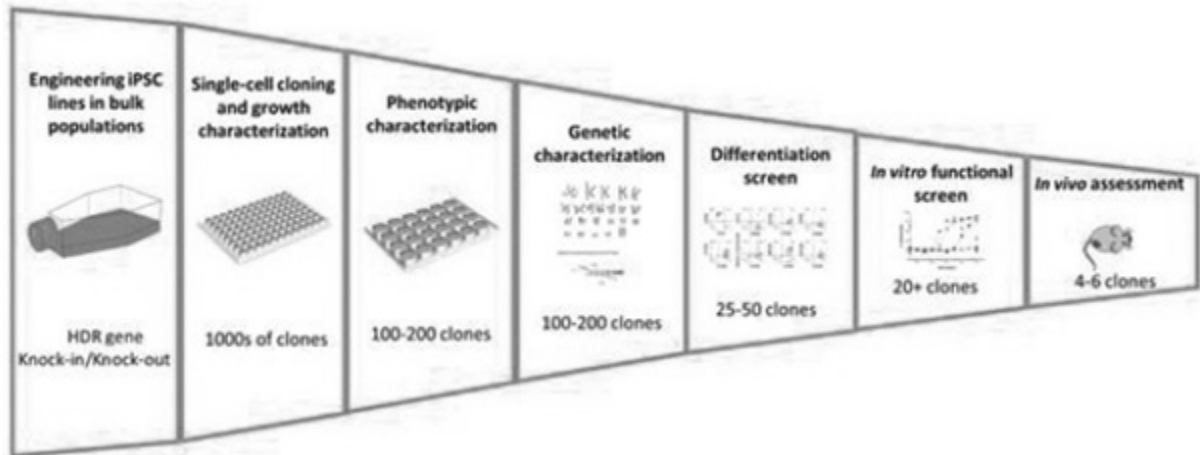 Engineering iPSC
lines in bulk
populations
HDR gene
Knock-in/Knock-out
Single-cell cloning
and growth
characterization
1000s of clones
Phenotypic
characterization
100-200 clones
Genetic
characterization
100-200 clones
Differentiation
screen
25-50 clones
In vitro functional
screen
20+ clones
In vivo assessment
4-6 clones